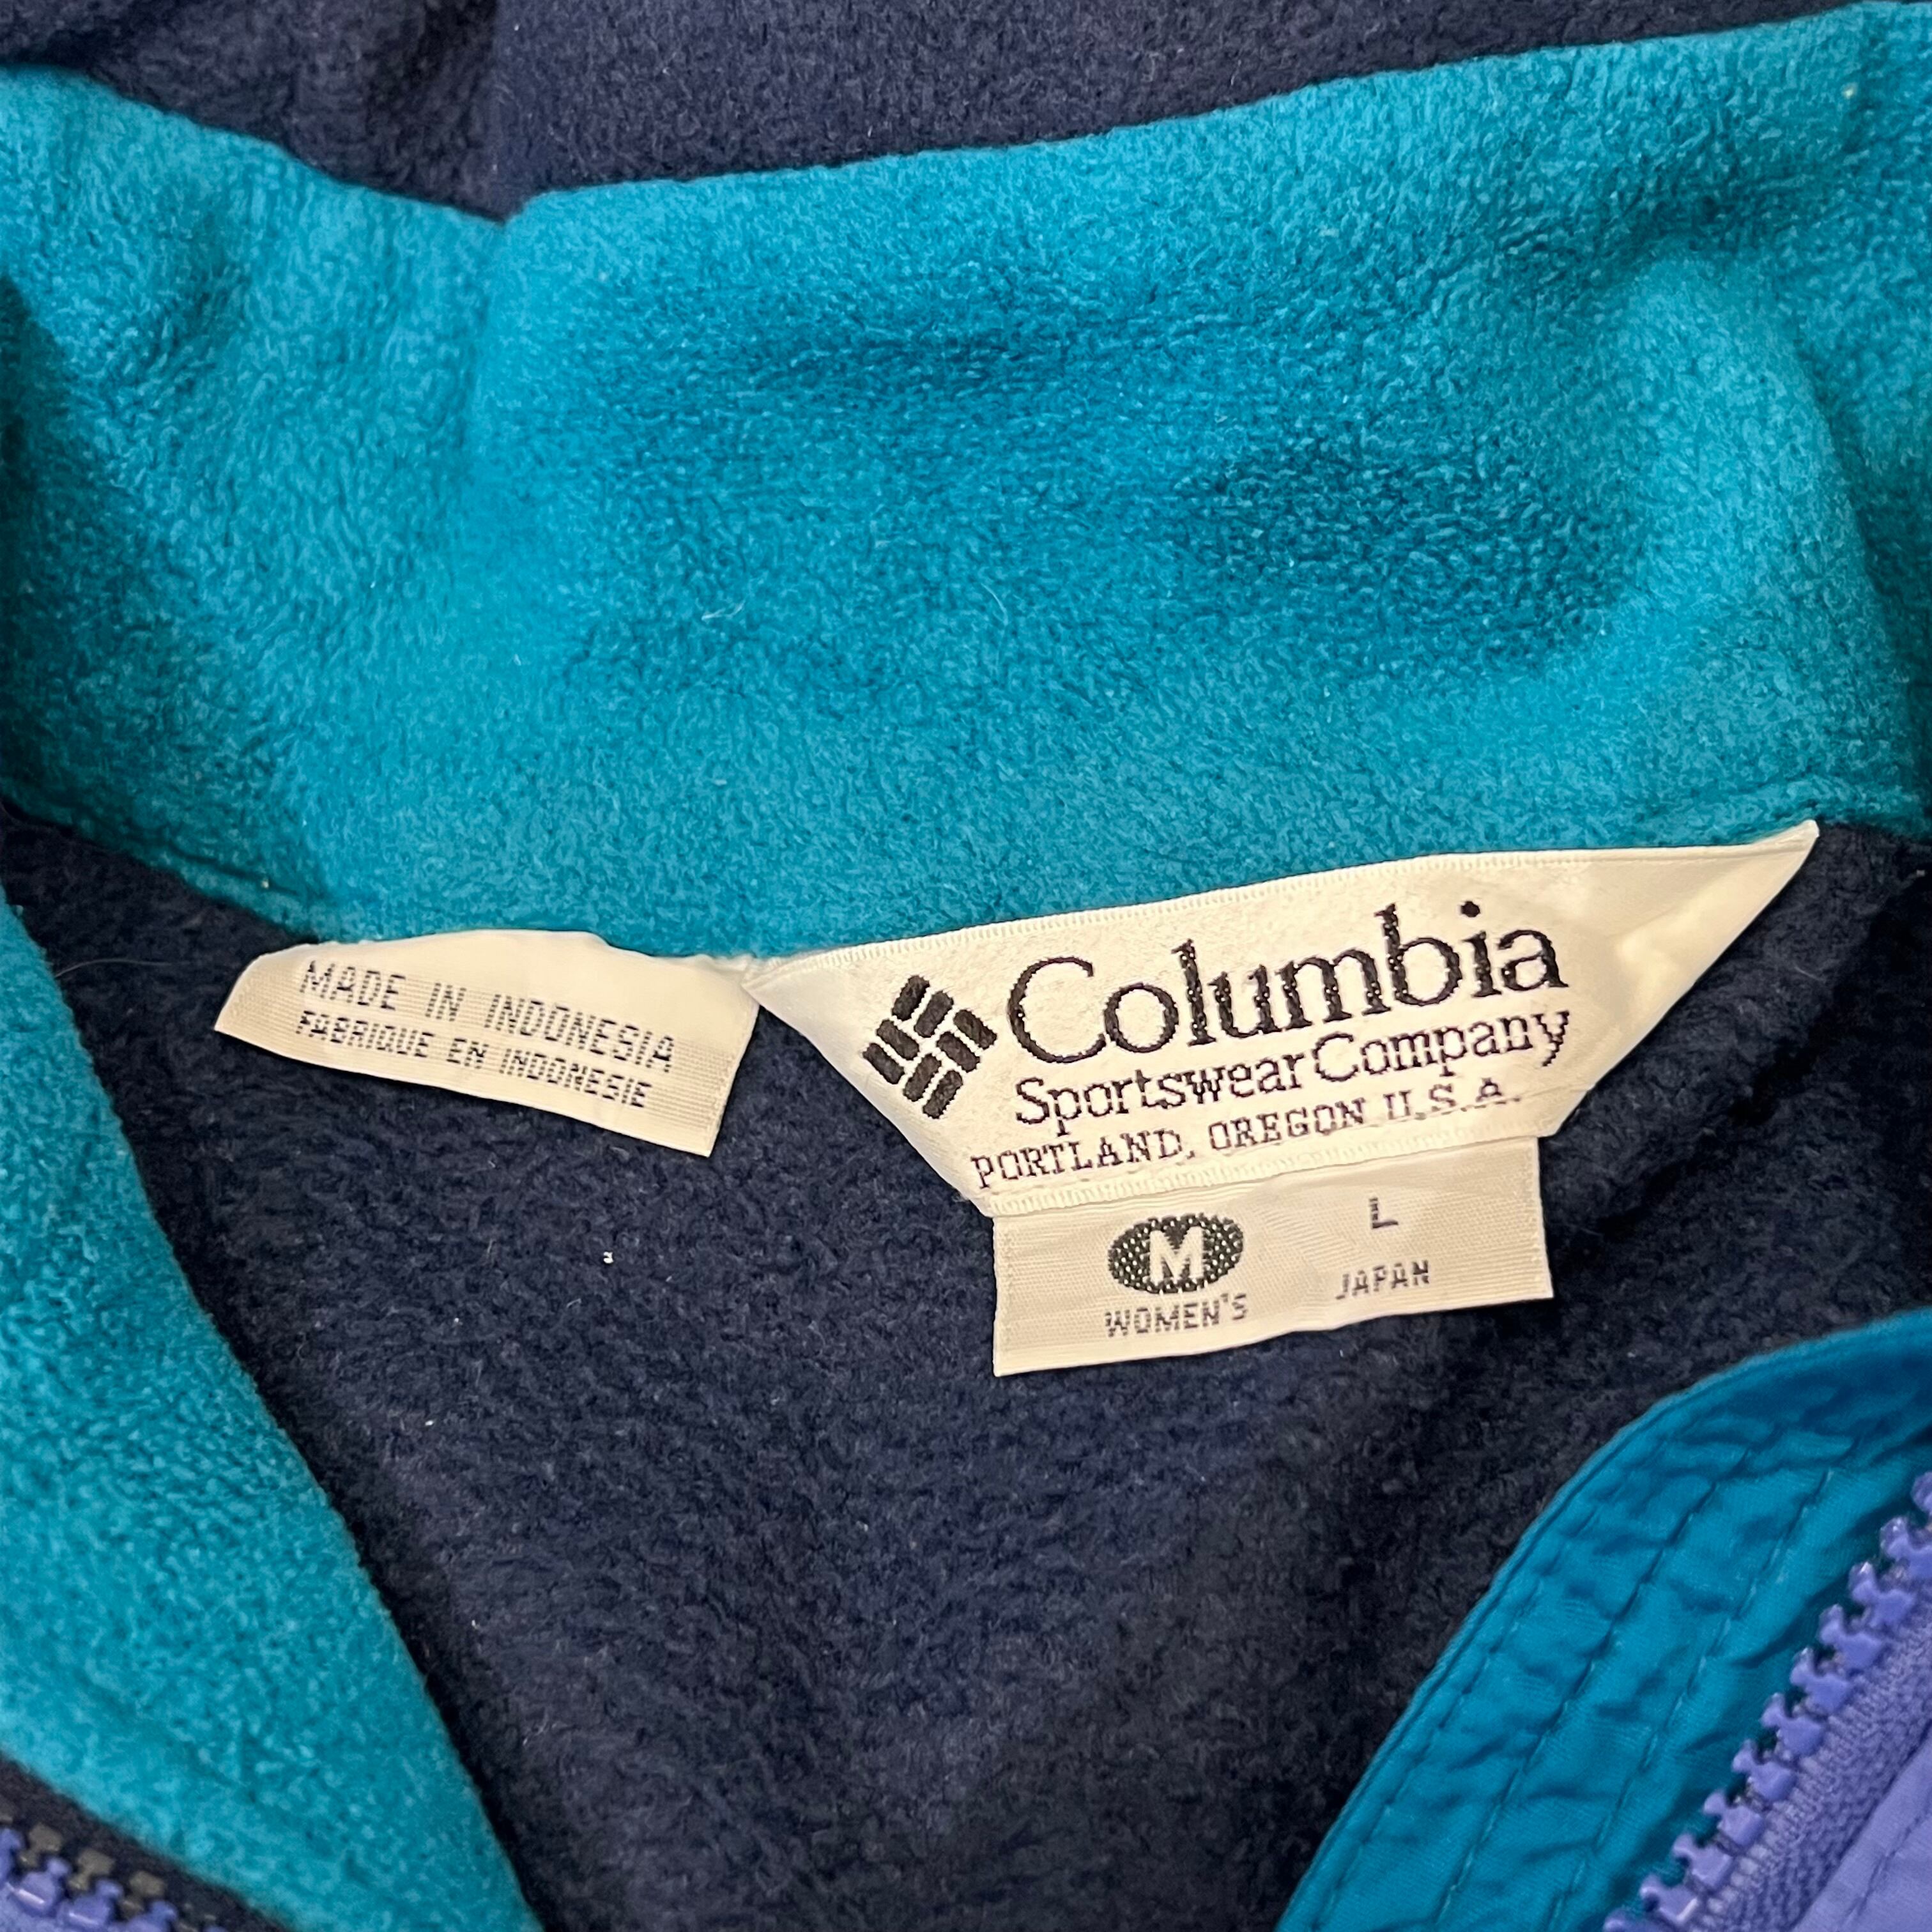 MADE IN INDONESIA
FABRIQUE EN INDONESIE
Columbia
Sportswear Company
PORTLAND, OREGON U.S.A.
M L
WOMEN'S JAPAN